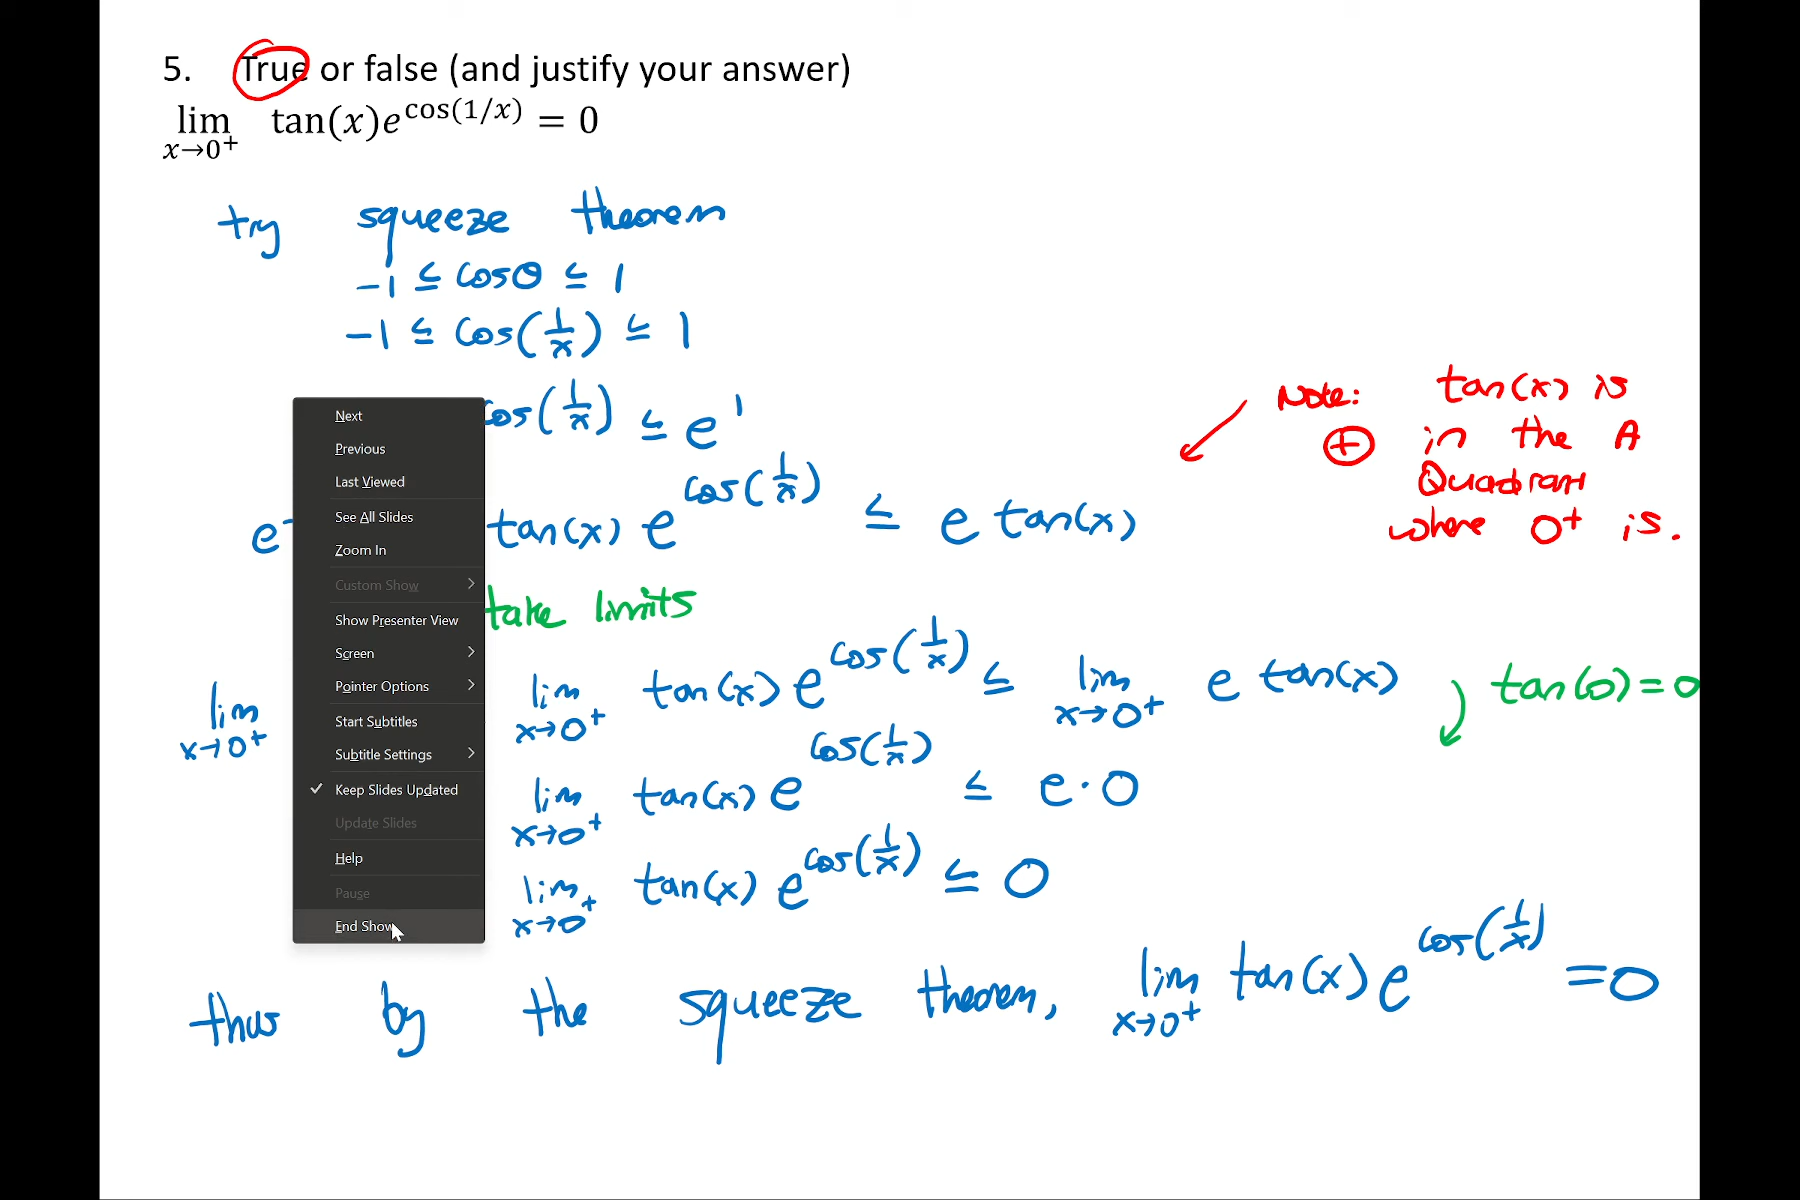 5. True or false (and justify your answer)
lim x→0⁺ tan(x)e^cos(1/x) = 0
try squeeze theorem
-1 ≤ cosθ ≤ 1
-1 ≤ cos(1/x) ≤ 1
cos(1/x) ≤ e¹
Note: tan(x) is
⊕ in the A
Quadrant
where 0⁺ is.
e⁻ tan(x) e^cos(1/x) ≤ e tan(x)
take limits
lim x→0⁺ lim x→0⁺ tan(x) e^cos(1/x) ≤ lim x→0⁺ e tan(x)
tan(0)=0
lim x→0⁺ tan(x) e^cos(1/x) ≤ e·0
lim x→0⁺ tan(x) e^cos(1/x) ≤ 0
thus by the squeeze theorem, lim x→0⁺ tan(x) e^cos(1/x) = 0
Next
Previous
Last Viewed
See All Slides
Zoom In
Custom Show
Show Presenter View
Screen
Pointer Options
Start Subtitles
Subtitle Settings
Keep Slides Updated
Update Slides
Help
Pause
End Show